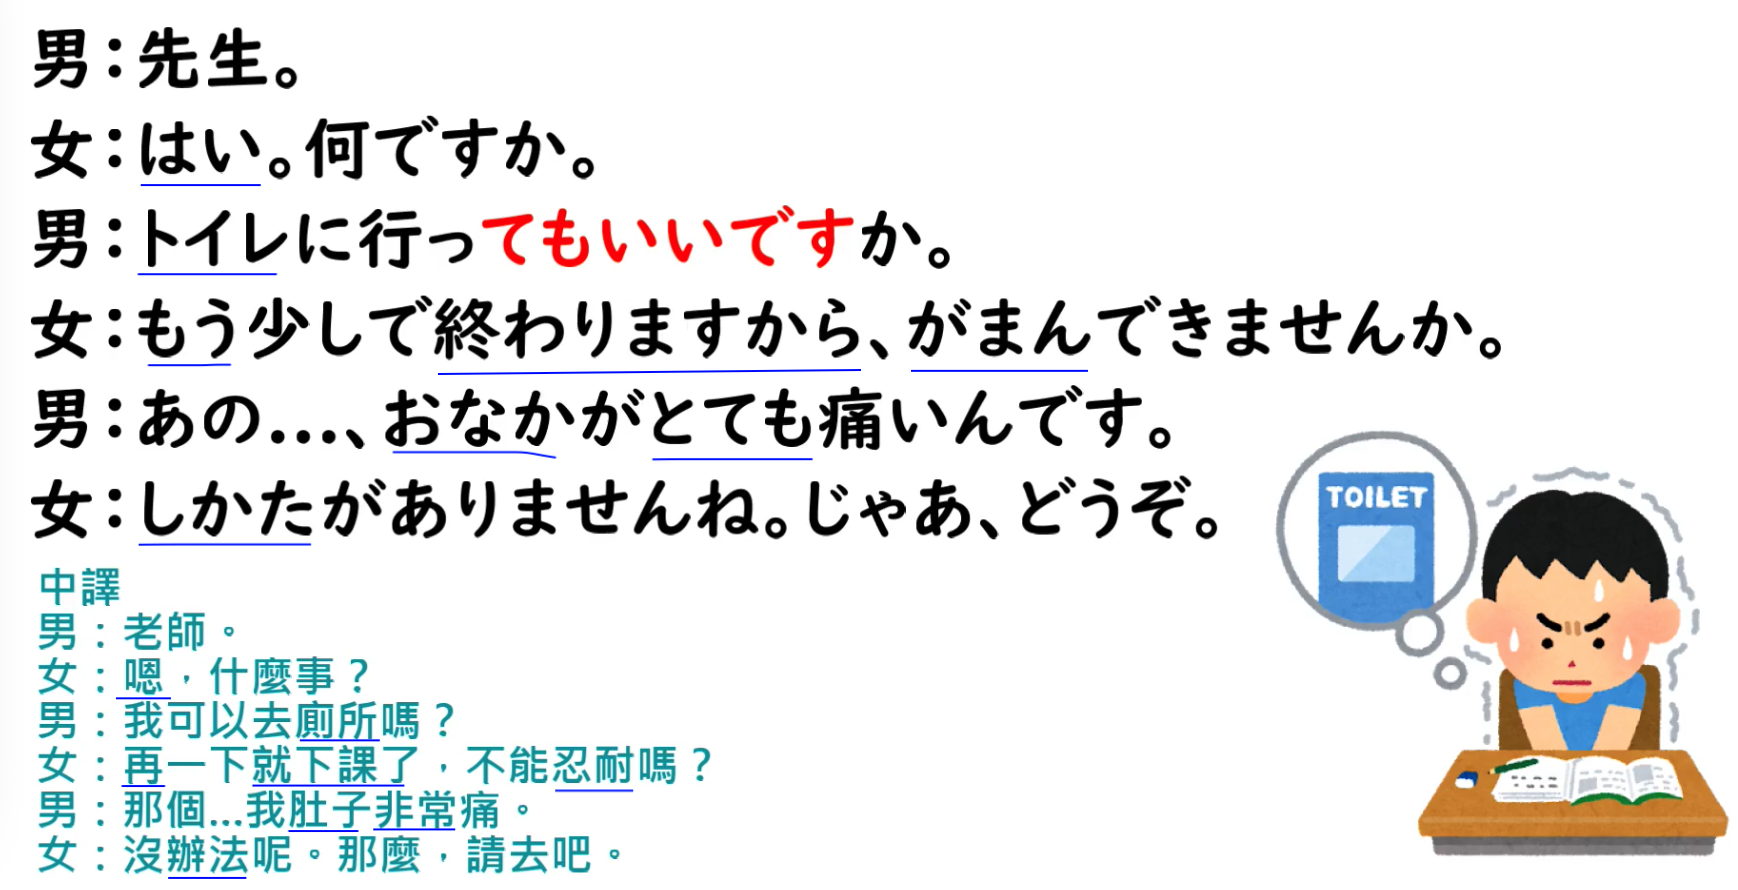 男：先生。
女：はい。何ですか。
男：トイレに行ってもいいですか。
女：もう少しで終わりますから、がまんできませんか。
男：あの...、おなかがとても痛いんです。
女：しかたがありませんね。じゃあ、どうぞ。
TOILET
中譯
男：老師。
女：嗯，什麼事？
男：我可以去廁所嗎？
女：再一下就下課了，不能忍耐嗎？
男：那個...我肚子非常痛。
女：沒辦法呢。那麼，請去吧。